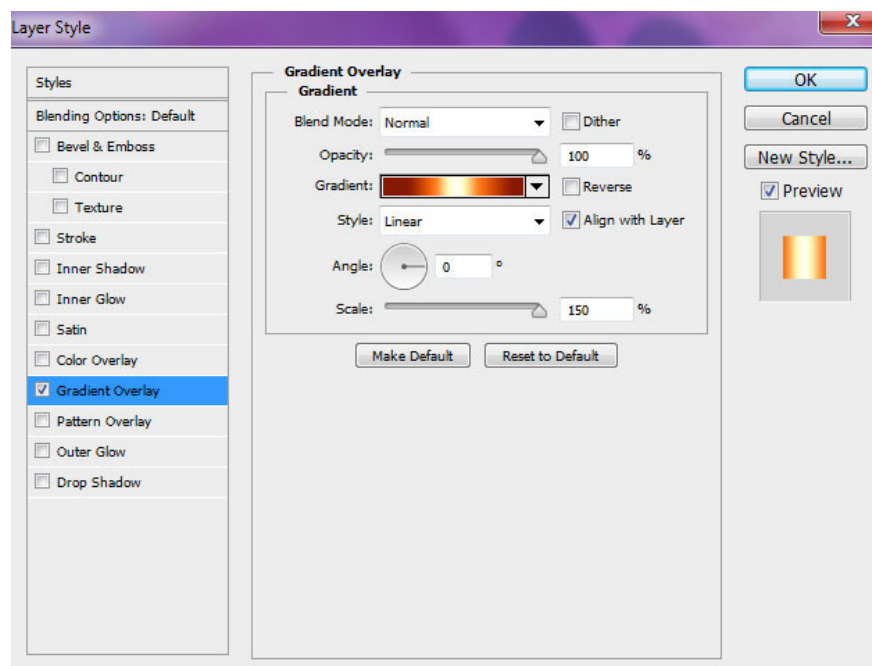 Layer Style
Styles
Blending Options: Default
Bevel & Emboss
Contour
Texture
Stroke
Inner Shadow
Inner Glow
Satin
Color Overlay
Gradient Overlay
Pattern Overlay
Outer Glow
Drop Shadow
Gradient Overlay
Gradient
Blend Mode: Normal Dither
Opacity: 100 %
Gradient: Reverse
Style: Linear Align with Layer
Angle: 0 °
Scale: 150 %
Make Default Reset to Default
OK
Cancel
New Style...
Preview